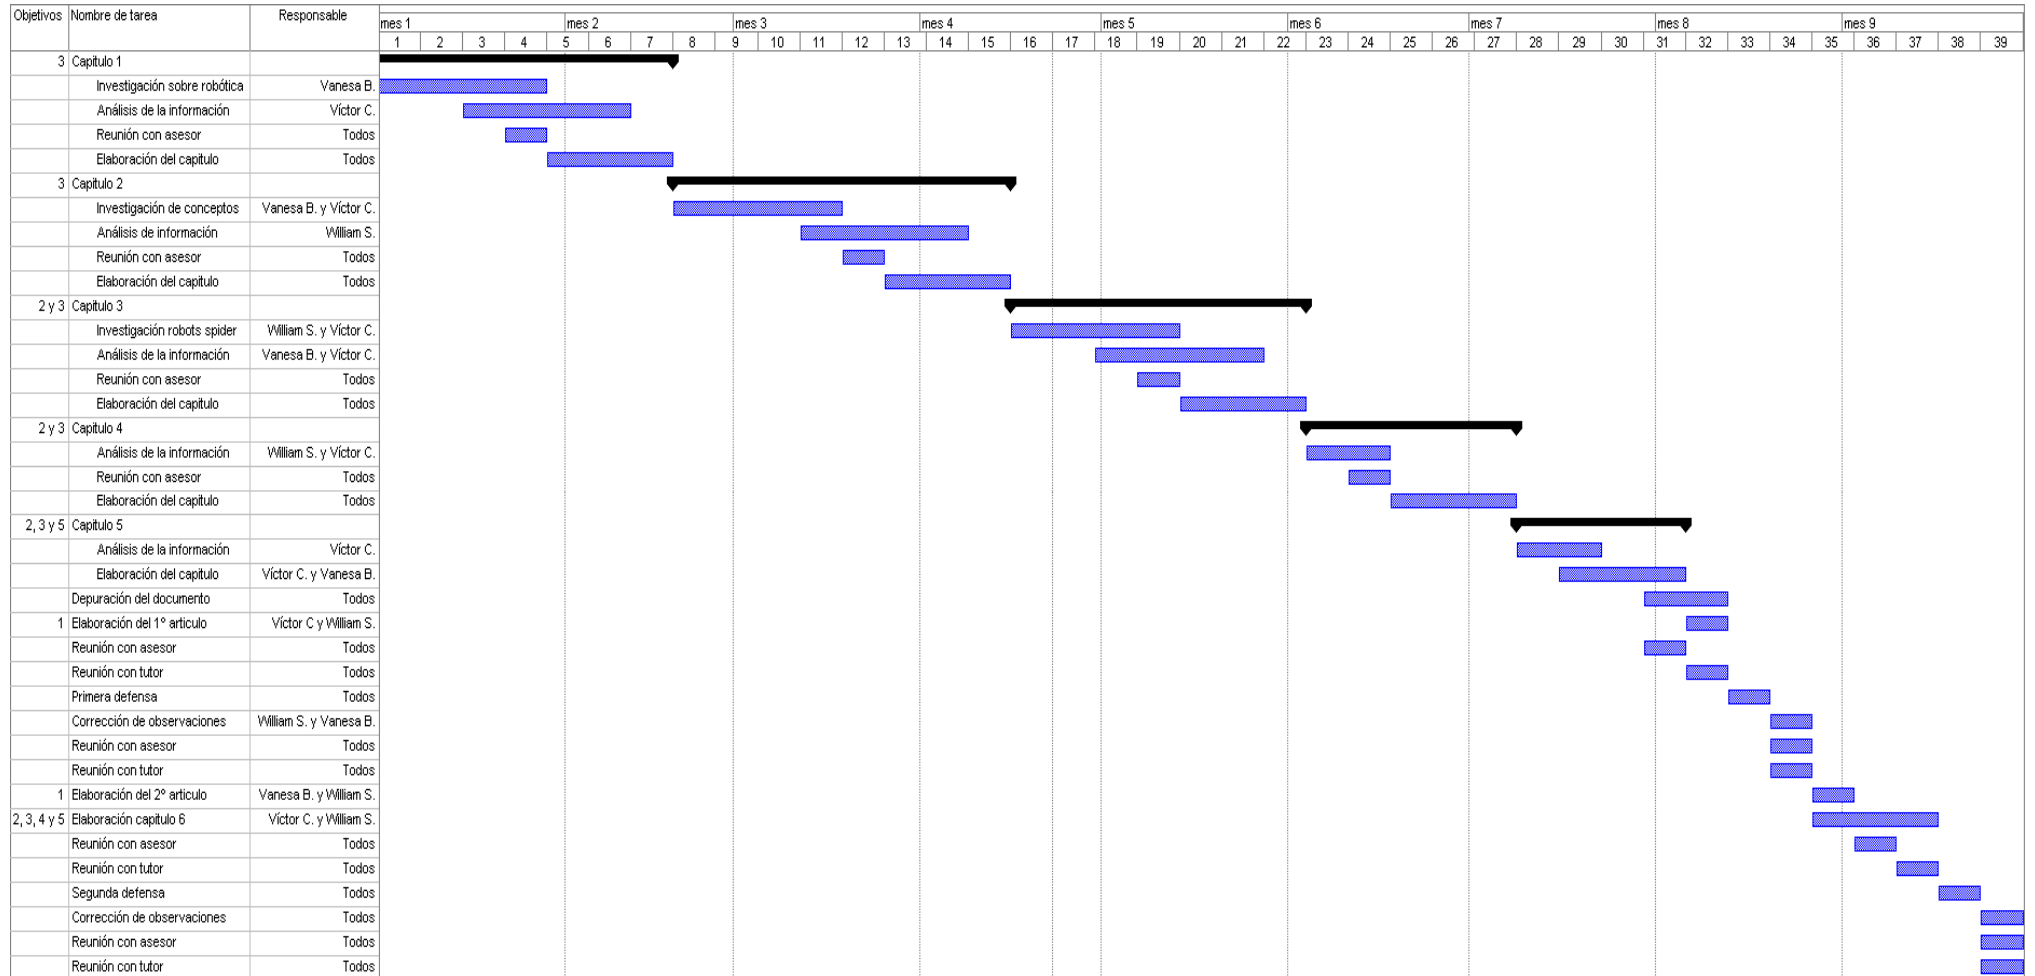 Objetivos Nombre de tarea Responsable mes 1 mes 2 mes 3 mes 4 mes 5 mes 6 mes 7 mes 8 mes 9
1 2 3 4 5 6 7 8 9 10 11 12 13 14 15 16 17 18 19 20 21 22 23 24 25 26 27 28 29 30 31 32 33 34 35 36 37 38 39
3 Capitulo 1
Investigación sobre robótica Vanesa B.
Análisis de la información Víctor C.
Reunión con asesor Todos
Elaboración del capitulo Todos
3 Capitulo 2
Investigación de conceptos Vanesa B. y Víctor C.
Análisis de información William S.
Reunión con asesor Todos
Elaboración del capitulo Todos
2 y 3 Capitulo 3
Investigación robots spider William S. y Víctor C.
Análisis de la información Vanesa B. y Víctor C.
Reunión con asesor Todos
Elaboración del capitulo Todos
2 y 3 Capitulo 4
Análisis de la información William S. y Víctor C.
Reunión con asesor Todos
Elaboración del capitulo Todos
2, 3 y 5 Capitulo 5
Análisis de la información Víctor C.
Elaboración del capitulo Víctor C. y Vanesa B.
Depuración del documento Todos
1 Elaboración del 1º articulo Víctor C y William S.
Reunión con asesor Todos
Reunión con tutor Todos
Primera defensa Todos
Corrección de observaciones William S. y Vanesa B.
Reunión con asesor Todos
Reunión con tutor Todos
1 Elaboración del 2º articulo Vanesa B. y William S.
2, 3, 4 y 5 Elaboración capitulo 6 Víctor C. y William S.
Reunión con asesor Todos
Reunión con tutor Todos
Segunda defensa Todos
Corrección de observaciones Todos
Reunión con asesor Todos
Reunión con tutor Todos